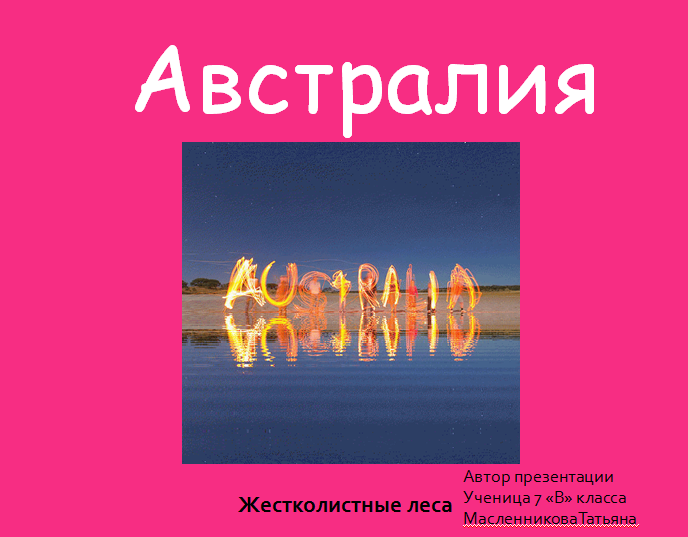 Австралия
AUSTRALIA
Жестколистные леса
Автор презентации
Ученица 7 «В» класса
МасленниковаТатьяна